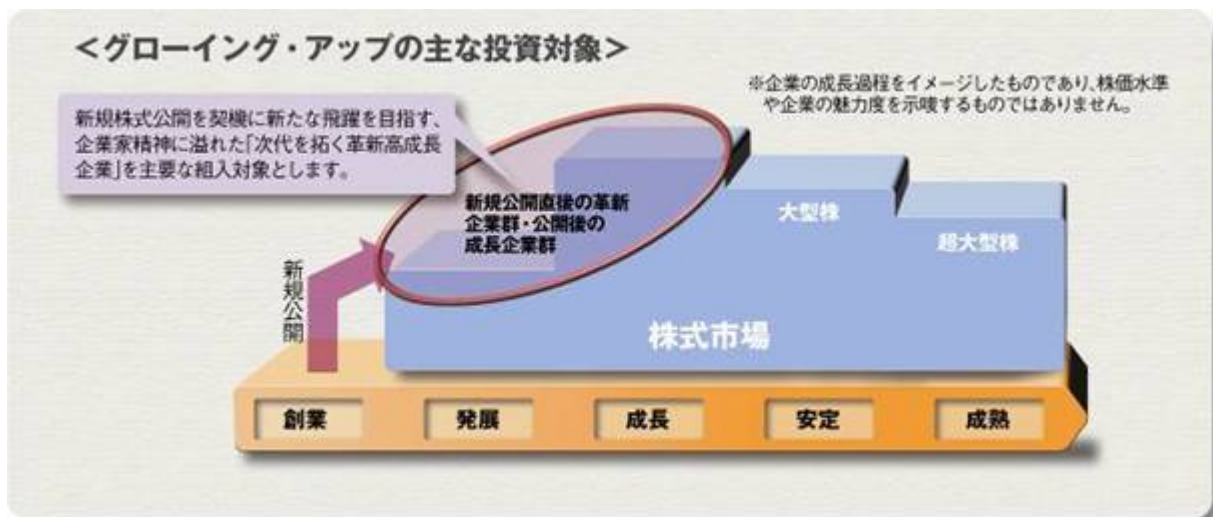 ＜グローイング・アップの主な投資対象＞
※企業の成長過程をイメージしたものであり、株価水準
や企業の魅力度を示唆するものではありません。
新規株式公開を契機に新たな飛躍を目指す、
企業家精神に溢れた「次代を拓く革新高成長
企業」を主要な組入対象とします。
新規公開直後の革新
企業群・公開後の
成長企業群
大型株
超大型株
新規公開
株式市場
創業
発展
成長
安定
成熟